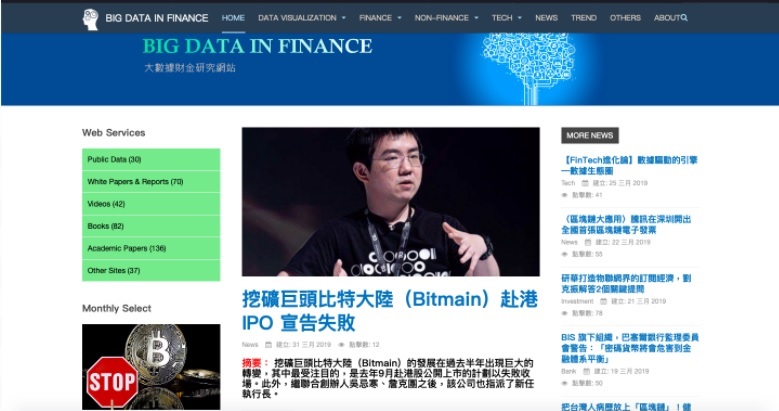 BIG DATA IN FINANCE HOME DATA VISUALIZATION FINANCE NON-FINANCE TECH NEWS TREND OTHERS ABOUT
BIG DATA IN FINANCE
大數據財金研究網站
Web Services
Public Data (30)
White Papers & Reports (70)
Videos (42)
Books (82)
Academic Papers (136)
Other Sites (37)
Monthly Select
STOP
挖礦巨頭比特大陸（Bitmain）赴港
IPO 宣告失敗
News 建立: 31 三月 2019 點擊數: 12
摘要： 挖礦巨頭比特大陸（Bitmain）的發展在過去半年出現巨大的
轉變，其中最受注目的，是去年9月赴港股公開上市的計劃以失敗收
場。此外，繼聯合創辦人吳忌寒、詹克團之後，該公司也指派了新任
執行長。
MORE NEWS
【FinTech進化論】數據驅動的引擎
—數據生態圈
Tech 建立: 25 三月 2019
點擊數: 41
（區塊鏈大應用）騰訊在深圳開出
全國首張區塊鏈電子發票
News 建立: 22 三月 2019
點擊數: 55
研華打造物聯網界的訂閱經濟，劉
克振解答2個關鍵提問
Investment 建立: 21 三月 2019
點擊數: 78
BIS 旗下組織，巴塞爾銀行監理委員
會警告：「密碼貨幣將會危害到金
融體系平衡」
Bank 建立: 19 三月 2019
點擊數: 50
把台灣人病歷放上「區塊鏈」！健